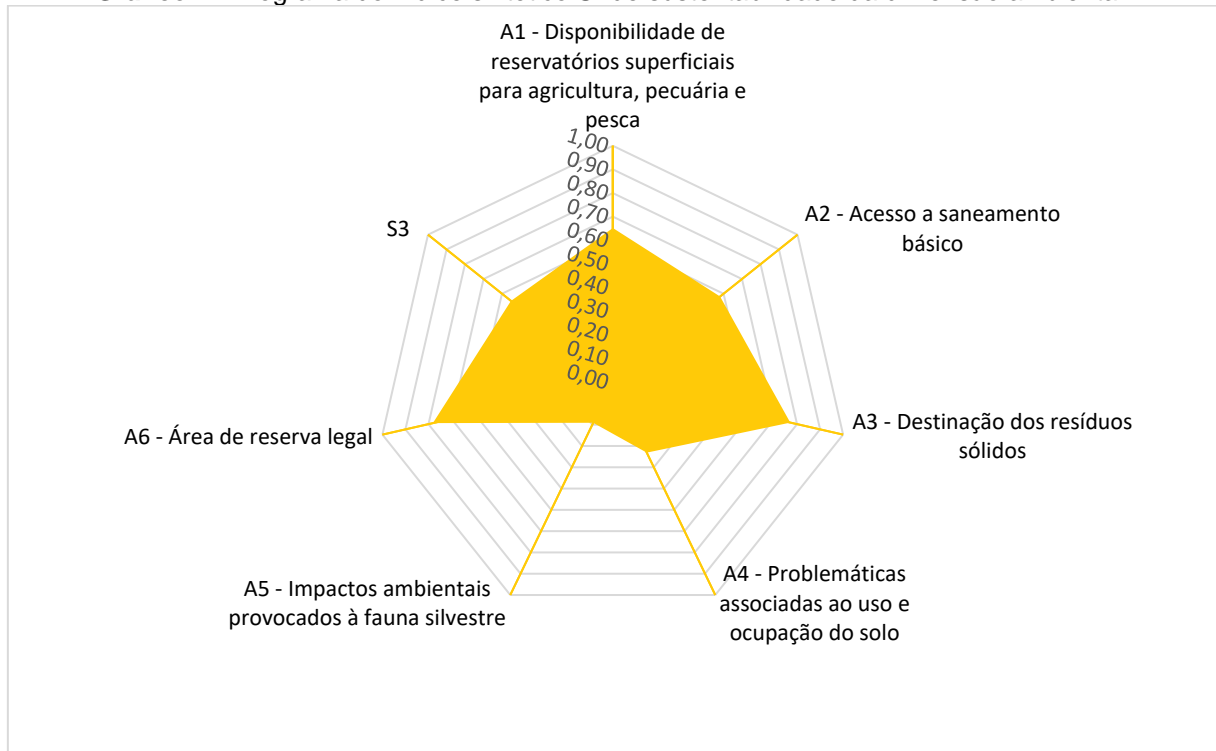 A1 - Disponibilidade de
reservatórios superficiais
para agricultura, pecuária e
pesca
1,00
0,90
0,80
0,70
0,60
0,50
0,40
0,30
0,20
0,10
0,00
S3
A2 - Acesso a saneamento
básico
A6 - Área de reserva legal
A3 - Destinação dos resíduos
sólidos
A5 - Impactos ambientais
provocados à fauna silvestre
A4 - Problemáticas
associadas ao uso e
ocupação do solo